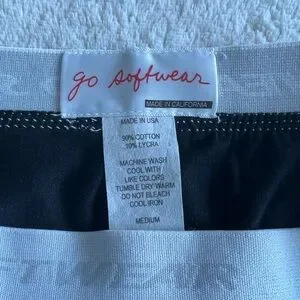 go softwear
MADE IN CALIFORNIA
MADE IN USA
90% COTTON
10% LYCRA
MACHINE WASH
COOL WITH
LIKE COLORS
TUMBLE DRY WARM
DO NOT BLEACH
COOL IRON
MEDIUM